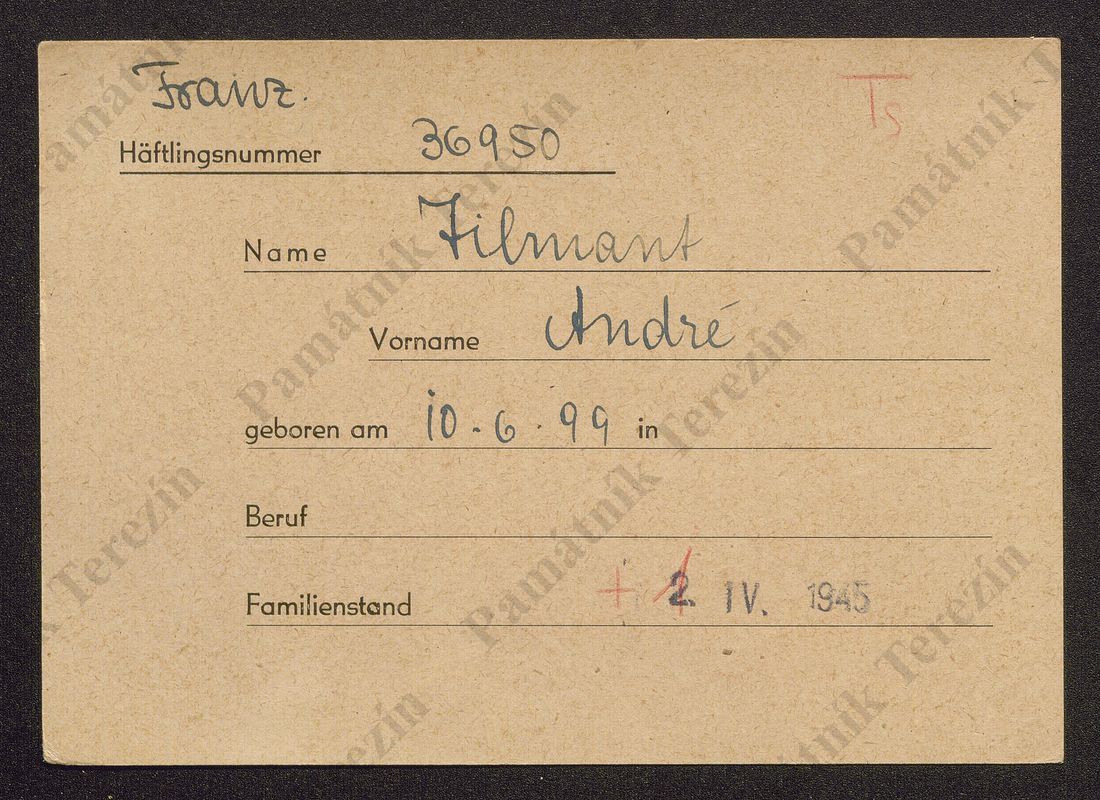 Franz.
Ts
Häftlingsnummer 36950
Name Filmant
Vorname André
geboren am 10.6.99 in
Beruf
Familienstand + 2. IV. 1945
Památník Terezín